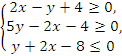 2x − y + 4 ≥ 0,
5y − 2x − 4 ≥ 0,
y + 2x − 8 ≤ 0